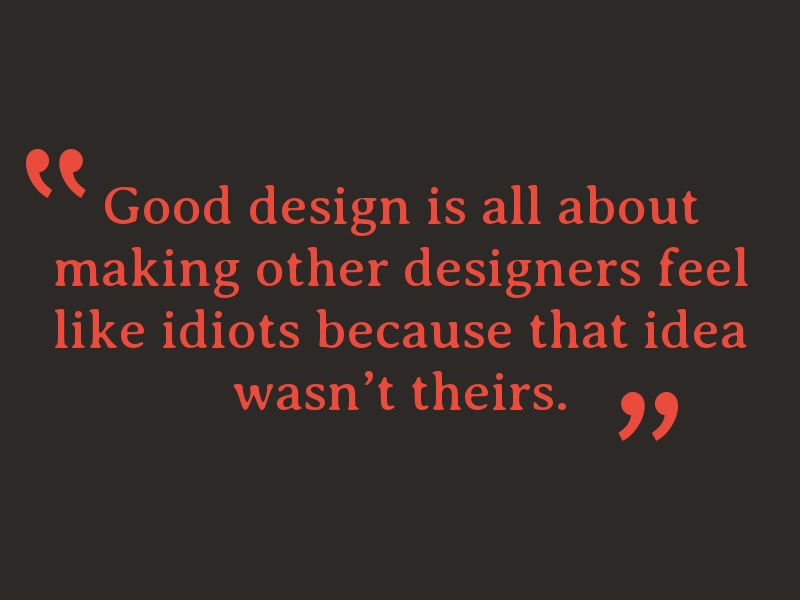 “Good design is all about
making other designers feel
like idiots because that idea
wasn’t theirs.”